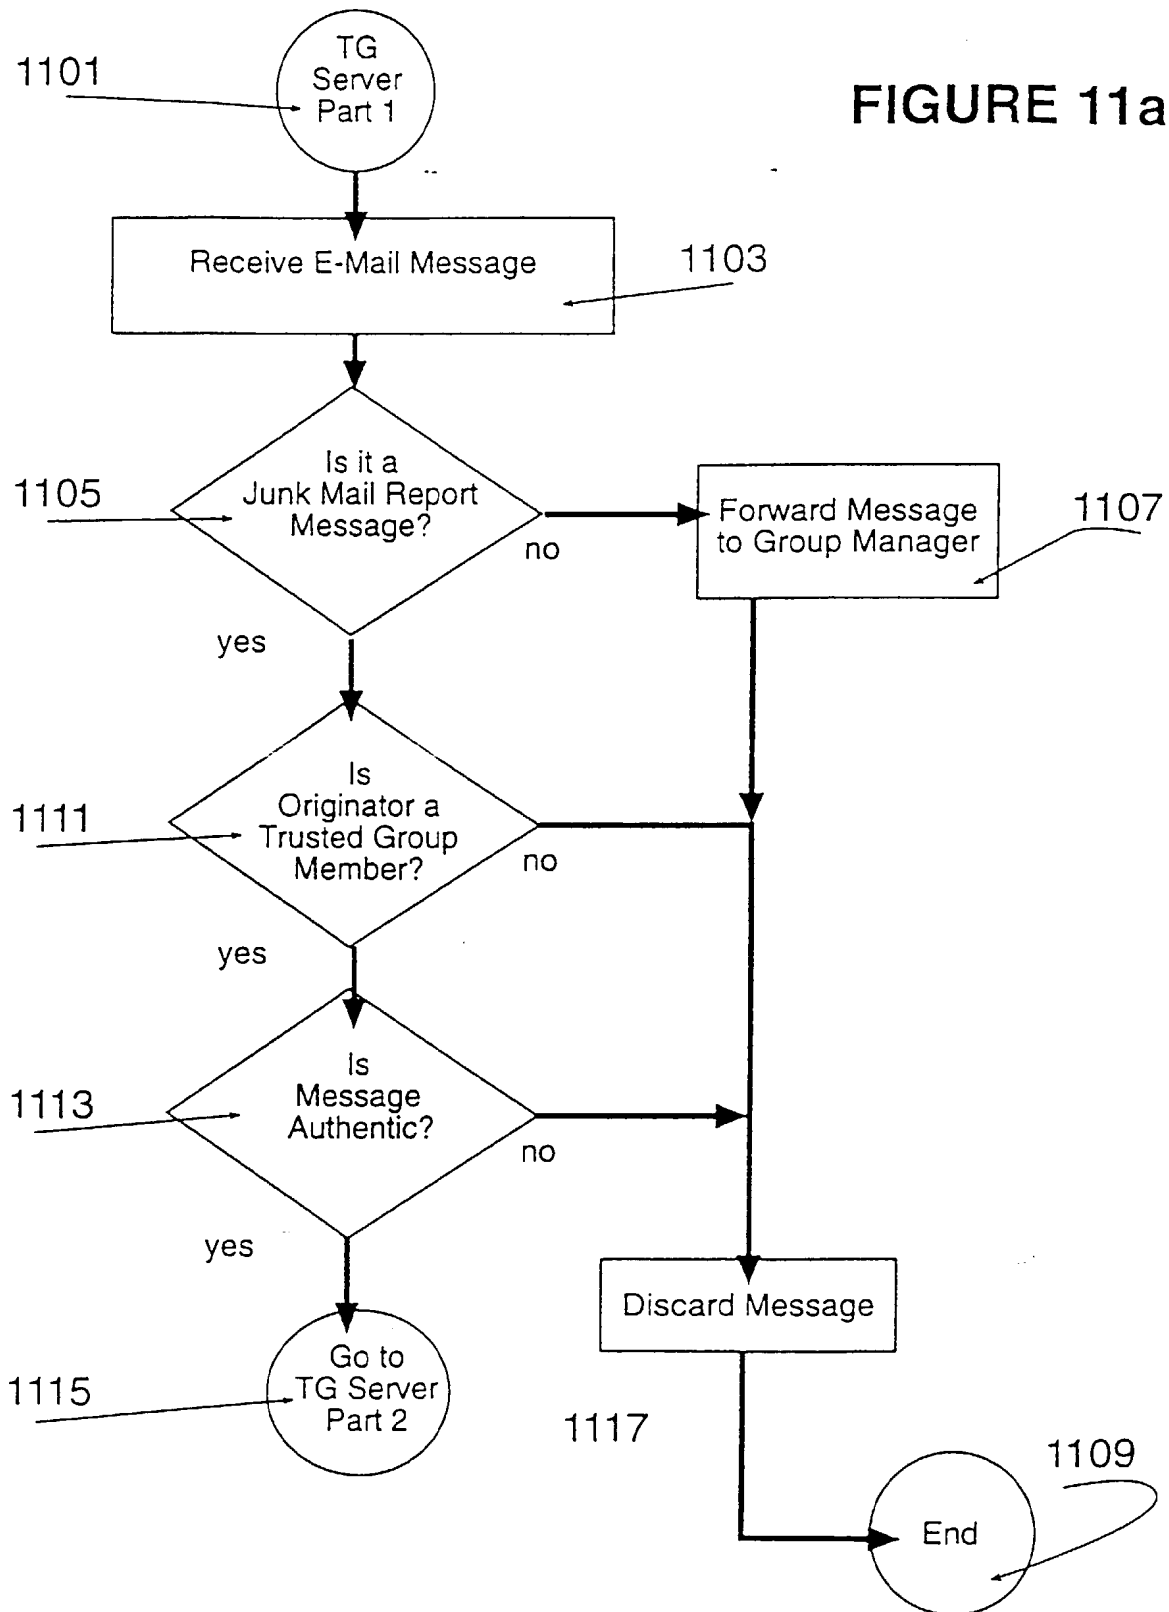 TG
Server
Part 1
1101
FIGURE 11a
Receive E-Mail Message
1103
Is it a
Junk Mail Report
Message?
1105
no
Forward Message
to Group Manager
1107
yes
Is
Originator a
Trusted Group
Member?
1111
no
yes
Is
Message
Authentic?
1113
no
yes
Discard Message
Go to
TG Server
Part 2
1115
1117
1109
End